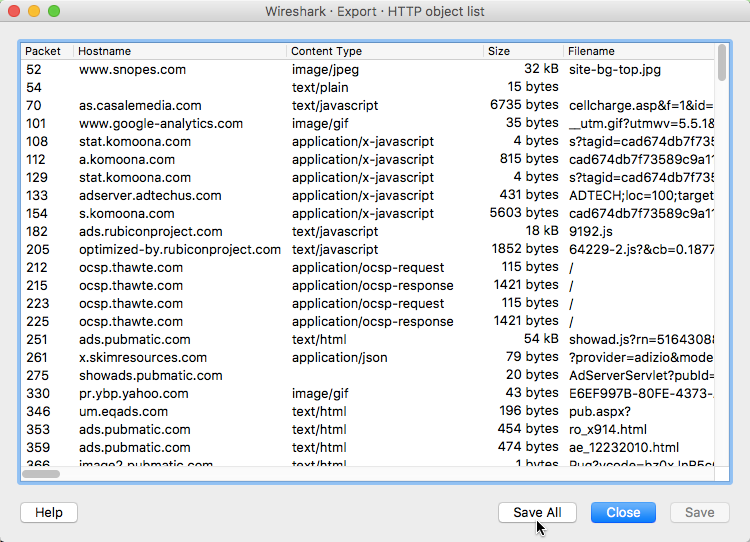 Wireshark · Export · HTTP object list
Packet Hostname Content Type Size Filename
52 www.snopes.com image/jpeg 32 kB site-bg-top.jpg
54 text/plain 15 bytes
70 as.casalemedia.com text/javascript 6735 bytes cellcharge.asp&f=1&id=
101 www.google-analytics.com image/gif 35 bytes __utm.gif?utmwv=5.5.1&
108 stat.komoona.com application/x-javascript 4 bytes s?tagid=cad674db7f73589c9a
112 a.komoona.com application/x-javascript 815 bytes cad674db7f73589c9a11
129 stat.komoona.com application/x-javascript 4 bytes s?tagid=cad674db7f73589c9a
133 adserver.adtechus.com application/x-javascript 431 bytes ADTECH;loc=100;target
154 s.komoona.com application/x-javascript 5603 bytes cad674db7f73589c9a11
182 ads.rubiconproject.com text/javascript 18 kB 9192.js
205 optimized-by.rubiconproject.com text/javascript 1852 bytes 64229-2.js?&cb=0.1877
212 ocsp.thawte.com application/ocsp-request 115 bytes /
215 ocsp.thawte.com application/ocsp-response 1421 bytes /
223 ocsp.thawte.com application/ocsp-request 115 bytes /
225 ocsp.thawte.com application/ocsp-response 1421 bytes /
251 ads.pubmatic.com text/html 54 kB showad.js?rn=51643088
261 x.skimresources.com application/json 79 bytes ?provider=adizio&mode
275 showads.pubmatic.com 20 bytes AdServerServlet?pubId=
330 pr.ybp.yahoo.com image/gif 43 bytes E6EF997B-80FE-4373-
346 um.eqads.com text/html 196 bytes pub.aspx?
353 ads.pubmatic.com text/html 454 bytes ro_x914.html
359 ads.pubmatic.com text/html 474 bytes ae_12232010.html
366 image2.pubmatic.com text/html 1 bytes
Help Save All Close Save